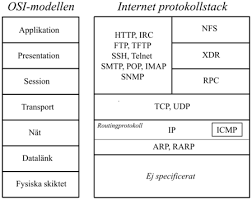 OSI-modellen
Internet protokollstack
Applikation
Presentation
Session
Transport
Nät
Datalänk
Fysiska skiktet
HTTP, IRC
FTP, TFTP
SSH, Telnet
SMTP, POP, IMAP
SNMP
NFS
XDR
RPC
TCP, UDP
Routingprotokoll
IP
ICMP
ARP, RARP
Ej specificerat